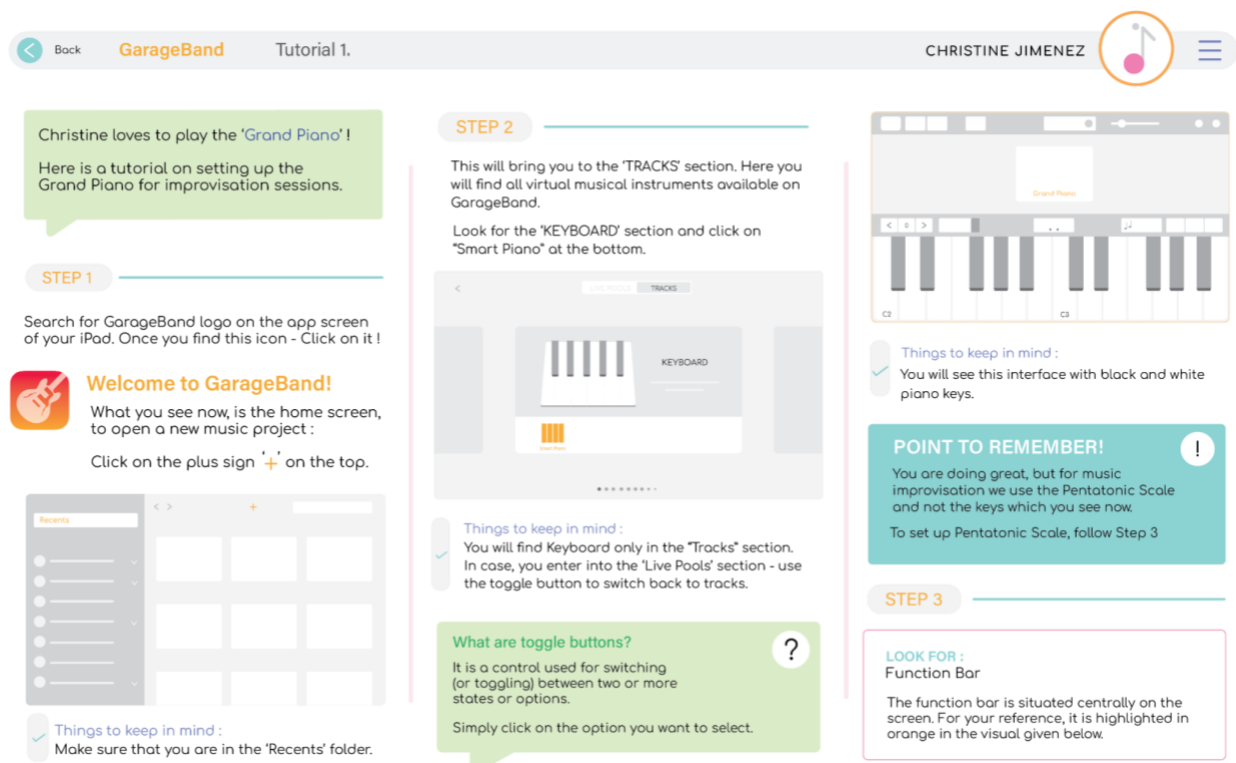 Back
GarageBand
Tutorial 1.
CHRISTINE JIMENEZ
Christine loves to play the 'Grand Piano' !
Here is a tutorial on setting up the
Grand Piano for improvisation sessions.
STEP 1
Search for GarageBand logo on the app screen
of your iPad. Once you find this icon - Click on it !
Welcome to GarageBand!
What you see now, is the home screen,
to open a new music project :
Click on the plus sign '+' on the top.
Recents
< >
+
Things to keep in mind :
Make sure that you are in the 'Recents' folder.
STEP 2
This will bring you to the 'TRACKS' section. Here you
will find all virtual musical instruments available on
GarageBand.
Look for the 'KEYBOARD' section and click on
"Smart Piano" at the bottom.
<
LIVE POOLS
TRACKS
KEYBOARD
Smart Piano
Things to keep in mind :
You will find Keyboard only in the "Tracks" section.
In case, you enter into the 'Live Pools' section - use
the toggle button to switch back to tracks.
What are toggle buttons?
?
It is a control used for switching
(or toggling) between two or more
states or options.
Simply click on the option you want to select.
Grand Piano
< 0 >
C2
C3
Things to keep in mind :
You will see this interface with black and white
piano keys.
POINT TO REMEMBER!
!
You are doing great, but for music
improvisation we use the Pentatonic Scale
and not the keys which you see now.
To set up Pentatonic Scale, follow Step 3
STEP 3
LOOK FOR :
Function Bar
The function bar is situated centrally on the
screen. For your reference, it is highlighted in
orange in the visual given below.